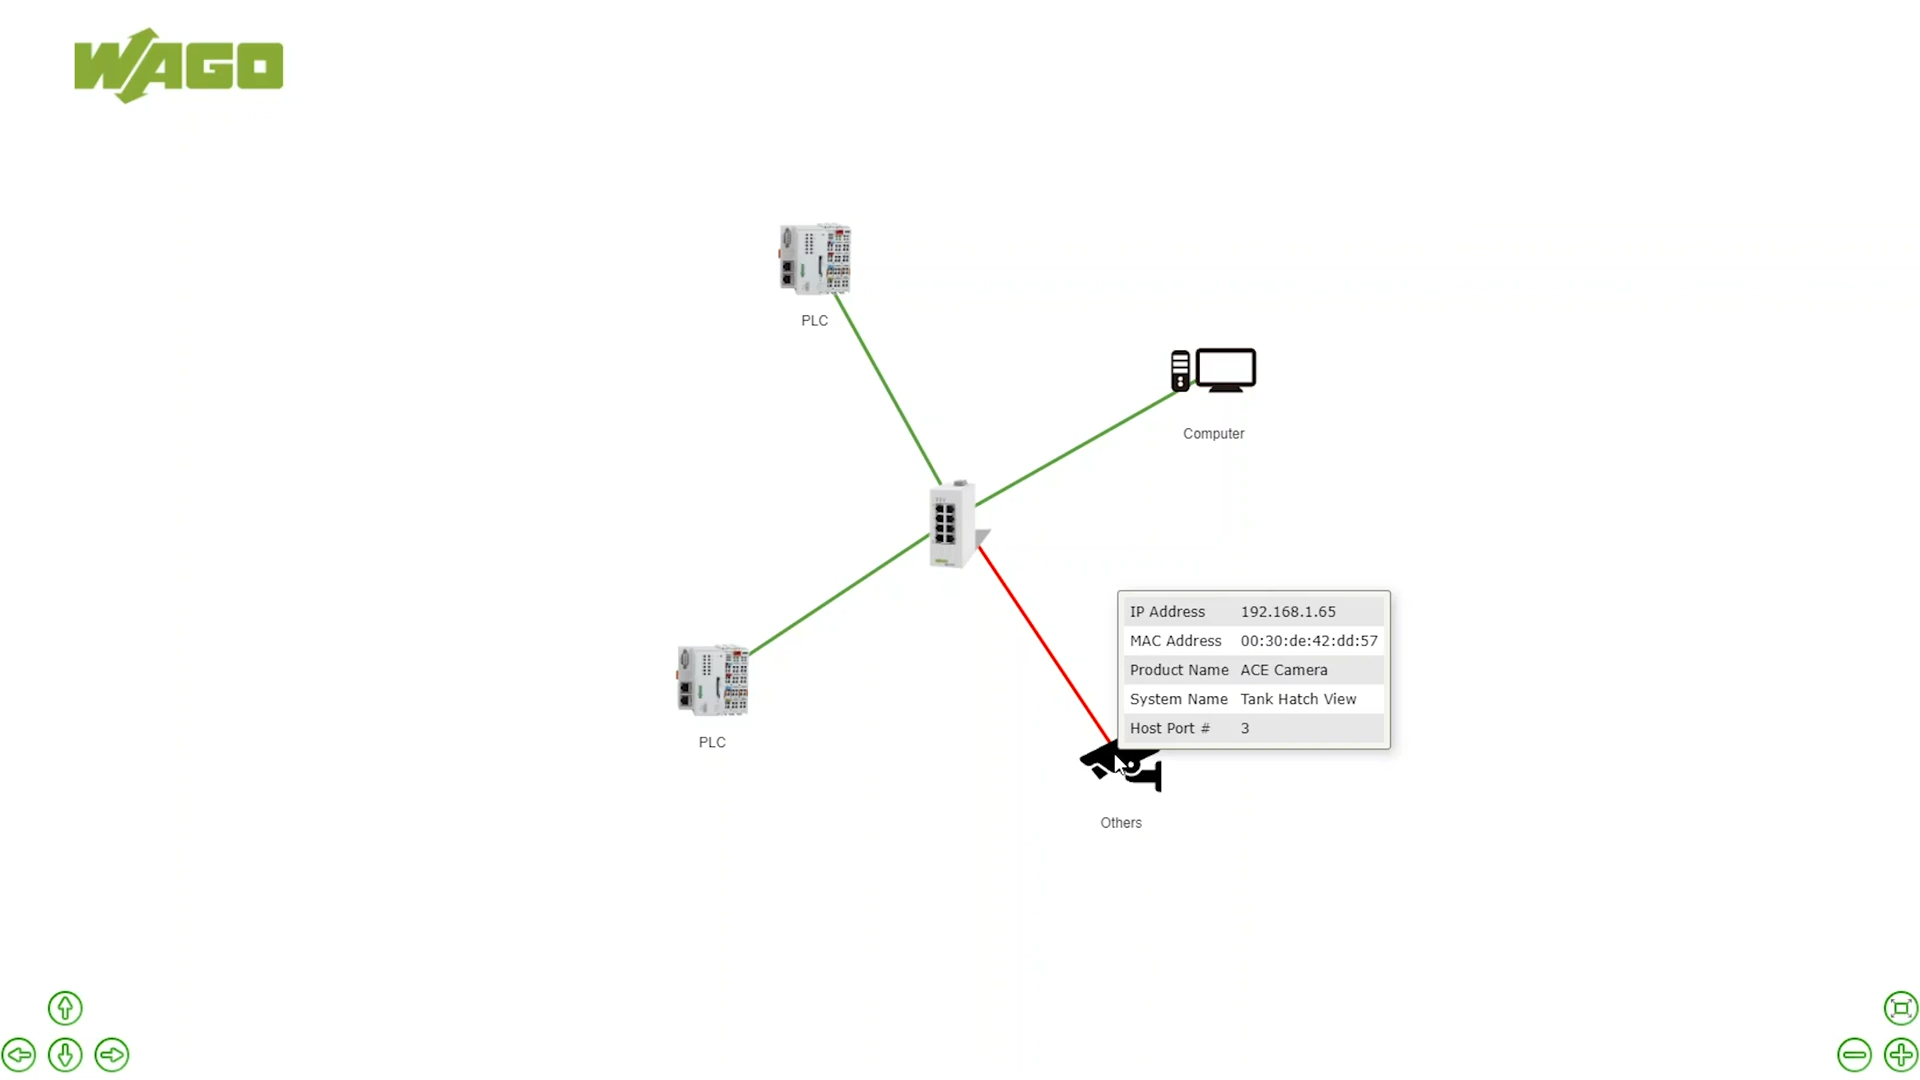 WAGO
PLC
Computer
IP Address 192.168.1.65
MAC Address 00:30:de:42:dd:57
Product Name ACE Camera
System Name Tank Hatch View
Host Port # 3
PLC
Others